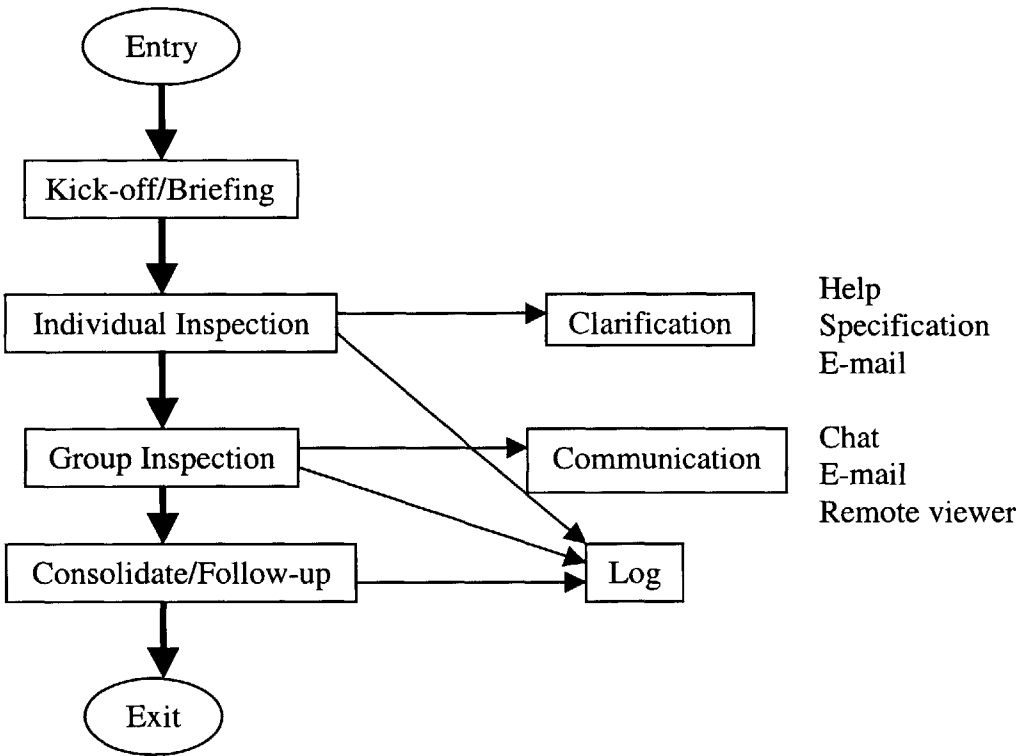 Entry
Kick-off/Briefing
Individual Inspection
Clarification
Help
Specification
E-mail
Group Inspection
Communication
Chat
E-mail
Remote viewer
Consolidate/Follow-up
Log
Exit